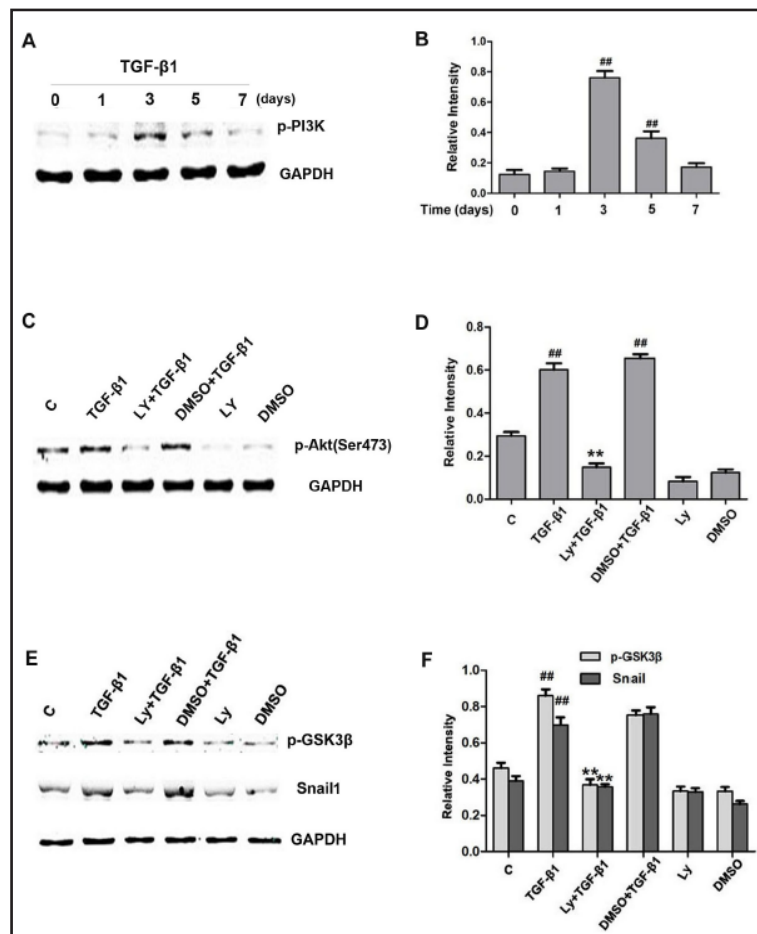 A
TGF-β1
0 1 3 5 7 (days)
p-PI3K
GAPDH
B
Relative Intensity
1.0
0.8
0.6
0.4
0.2
0.0
##
##
Time (days) 0 1 3 5 7
C
C TGF-β1 LY+TGF-β1 DMSO+TGF-β1 LY DMSO
p-Akt(Ser473)
GAPDH
D
Relative Intensity
0.8
0.6
0.4
0.2
0.0
##
**
##
C TGF-β1 Ly+TGF-β1 DMSO+TGF-β1 Ly DMSO
E
C TGF-β1 Ly+TGF-β1 DMSO+TGF-β1 Ly DMSO
p-GSK3β
Snail1
GAPDH
F
p-GSK3β
Snail
Relative Intensity
1.0
0.8
0.6
0.4
0.2
0.0
##
##
**
**
C TGF-β1 Ly+TGF-β1 DMSO+TGF-β1 Ly DMSO